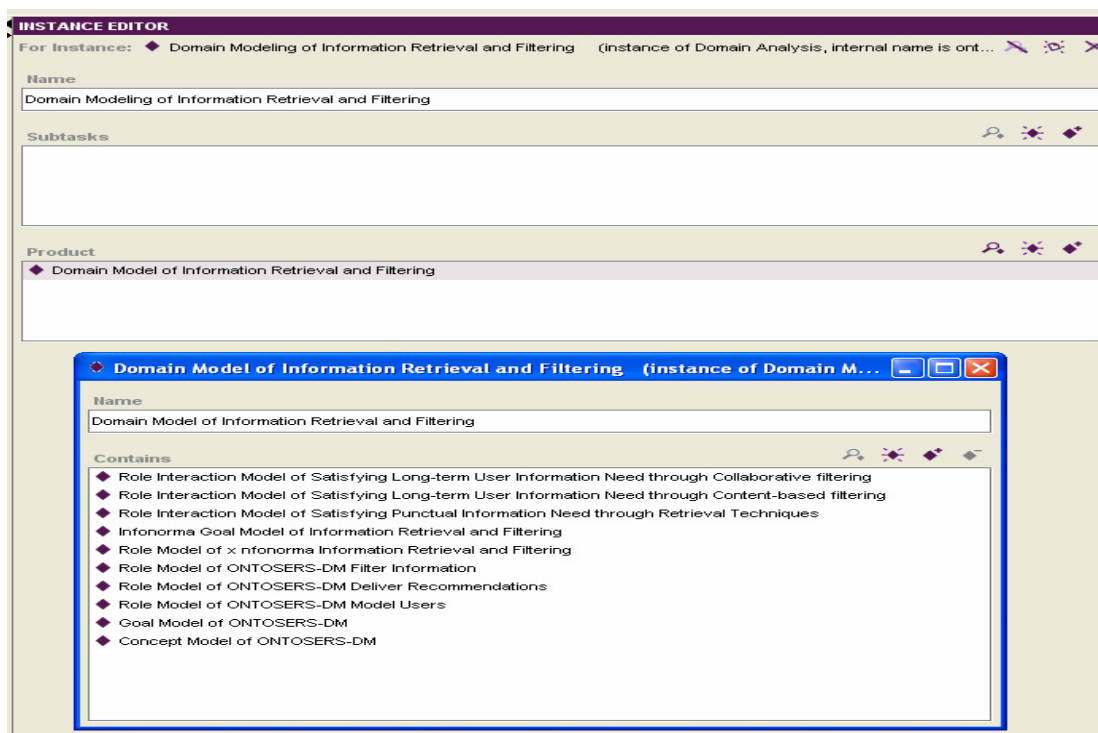 INSTANCE EDITOR
For Instance: Domain Modeling of Information Retrieval and Filtering (instance of Domain Analysis, internal name is ont...
Name
Domain Modeling of Information Retrieval and Filtering
Subtasks
Product
Domain Model of Information Retrieval and Filtering
Domain Model of Information Retrieval and Filtering (instance of Domain M...
Name
Domain Model of Information Retrieval and Filtering
Contains
Role Interaction Model of Satisfying Long-term User Information Need through Collaborative filtering
Role Interaction Model of Satisfying Long-term User Information Need through Content-based filtering
Role Interaction Model of Satisfying Punctual Information Need through Retrieval Techniques
Infonorma Goal Model of Information Retrieval and Filtering
Role Model of x nfonorma Information Retrieval and Filtering
Role Model of ONTOSERS-DM Filter Information
Role Model of ONTOSERS-DM Deliver Recommendations
Role Model of ONTOSERS-DM Model Users
Goal Model of ONTOSERS-DM
Concept Model of ONTOSERS-DM